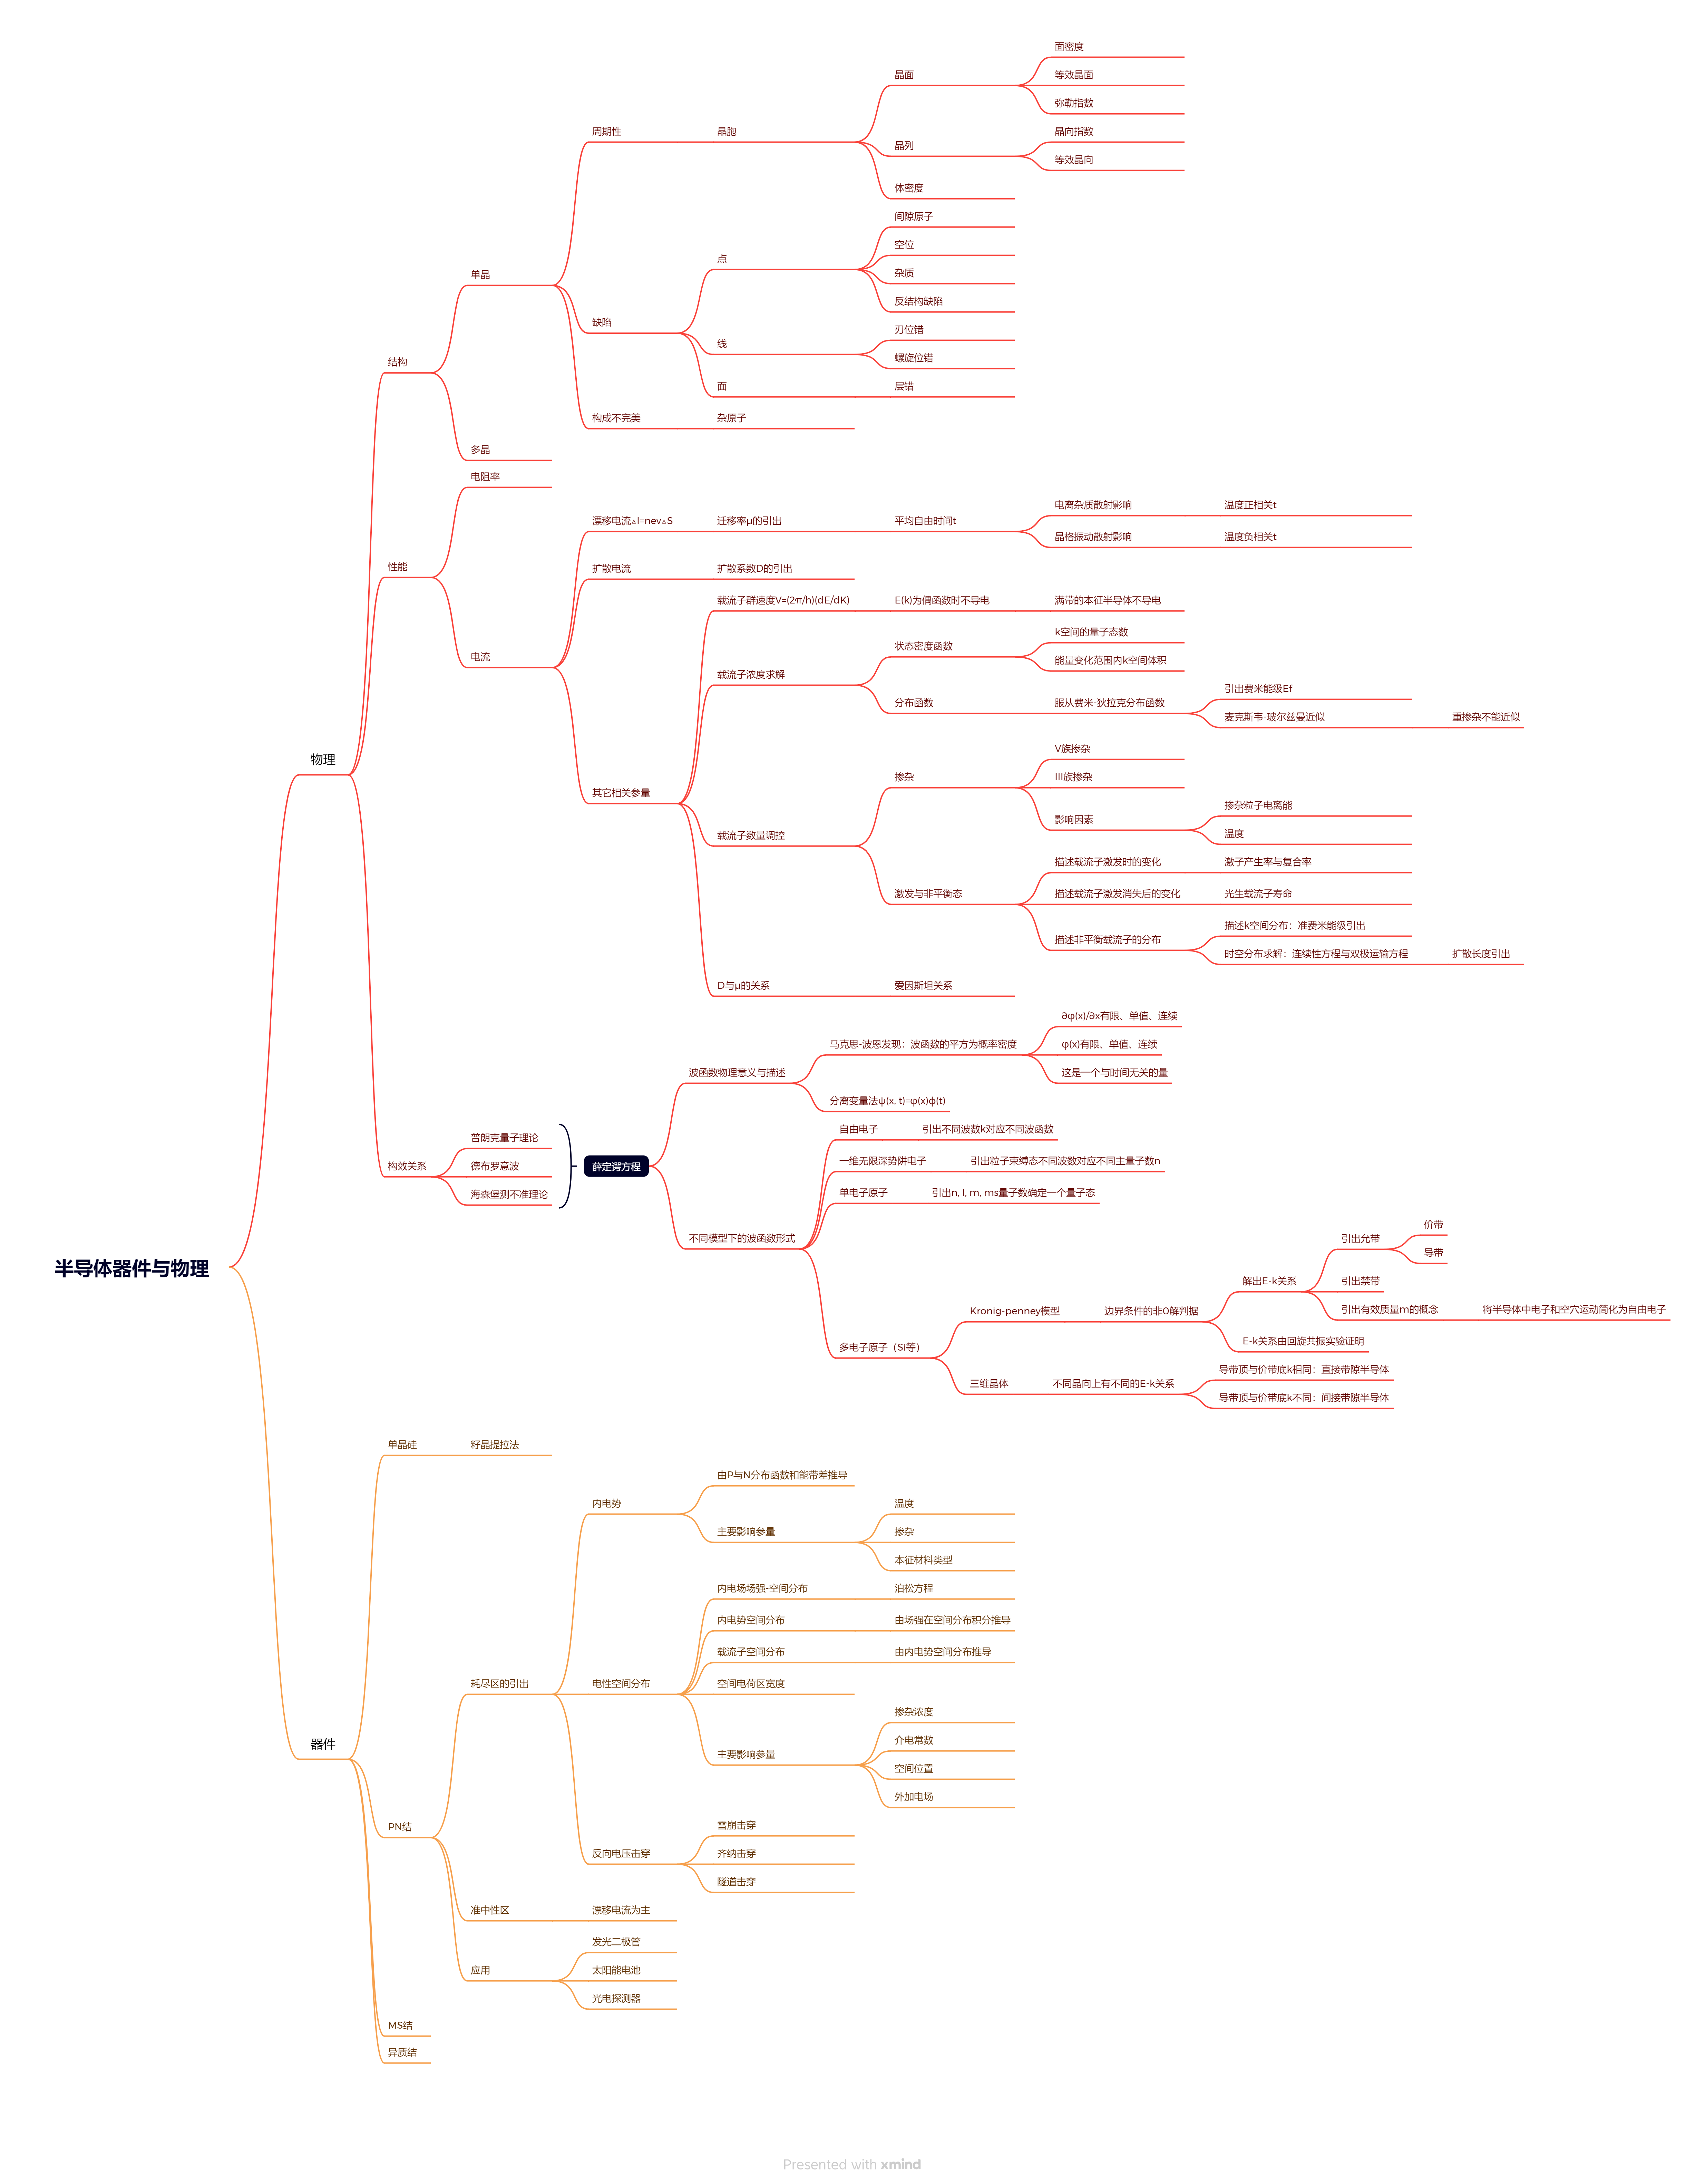 半导体器件与物理
物理
结构
单晶
周期性
晶胞
晶面
面密度
等效晶面
弥勒指数
晶列
晶向指数
等效晶向
体密度
缺陷
点
间隙原子
空位
杂质
反结构缺陷
线
刃位错
螺旋位错
面
层错
构成不完美
杂原子
多晶
性能
电阻率
电流
漂移电流△I=nev△S
迁移率μ的引出
平均自由时间t
电离杂质散射影响
温度正相关t
晶格振动散射影响
温度负相关t
扩散电流
扩散系数D的引出
其它相关参量
载流子群速度V=(2π/h)(dE/dK)
E(k)为偶函数时不导电
满带的本征半导体不导电
载流子浓度求解
状态密度函数
k空间的量子态数
能量变化范围内k空间体积
分布函数
服从费米-狄拉克分布函数
引出费米能级Ef
麦克斯韦-玻尔兹曼近似
重掺杂不能近似
载流子数量调控
掺杂
V族掺杂
III族掺杂
影响因素
掺杂粒子电离能
温度
激发与非平衡态
描述载流子激发时的变化
激子产生率与复合率
描述载流子激发消失后的变化
光生载流子寿命
描述非平衡载流子的分布
描述k空间分布：准费米能级引出
时空分布求解：连续性方程与双极运输方程
扩散长度引出
D与μ的关系
爱因斯坦关系
构效关系
普朗克量子理论
德布罗意波
海森堡测不准理论
薛定谔方程
波函数物理意义与描述
马克思-波恩发现：波函数的平方为概率密度
∂φ(x)/∂x有限、单值、连续
φ(x)有限、单值、连续
这是一个与时间无关的量
分离变量法ψ(x, t)=φ(x)ϕ(t)
不同模型下的波函数形式
自由电子
引出不同波数k对应不同波函数
一维无限深势阱电子
引出粒子束缚态不同波数对应不同主量子数n
单电子原子
引出n, l, m, ms量子数确定一个量子态
多电子原子（Si等）
Kronig-penney模型
边界条件的非0解判据
解出E-k关系
引出允带
价带
导带
引出禁带
引出有效质量m的概念
将半导体中电子和空穴运动简化为自由电子
E-k关系由回旋共振实验证明
三维晶体
不同晶向上有不同的E-k关系
导带顶与价带底k相同：直接带隙半导体
导带顶与价带底k不同：间接带隙半导体
器件
单晶硅
籽晶提拉法
PN结
耗尽区的引出
内电势
由P与N分布函数和能带差推导
主要影响参量
温度
掺杂
本征材料类型
电性空间分布
内电场场强-空间分布
泊松方程
内电势空间分布
由场强在空间分布积分推导
载流子空间分布
由内电势空间分布推导
空间电荷区宽度
主要影响参量
掺杂浓度
介电常数
空间位置
外加电场
反向电压击穿
雪崩击穿
齐纳击穿
隧道击穿
准中性区
漂移电流为主
应用
发光二极管
太阳能电池
光电探测器
MS结
异质结
Presented with xmind